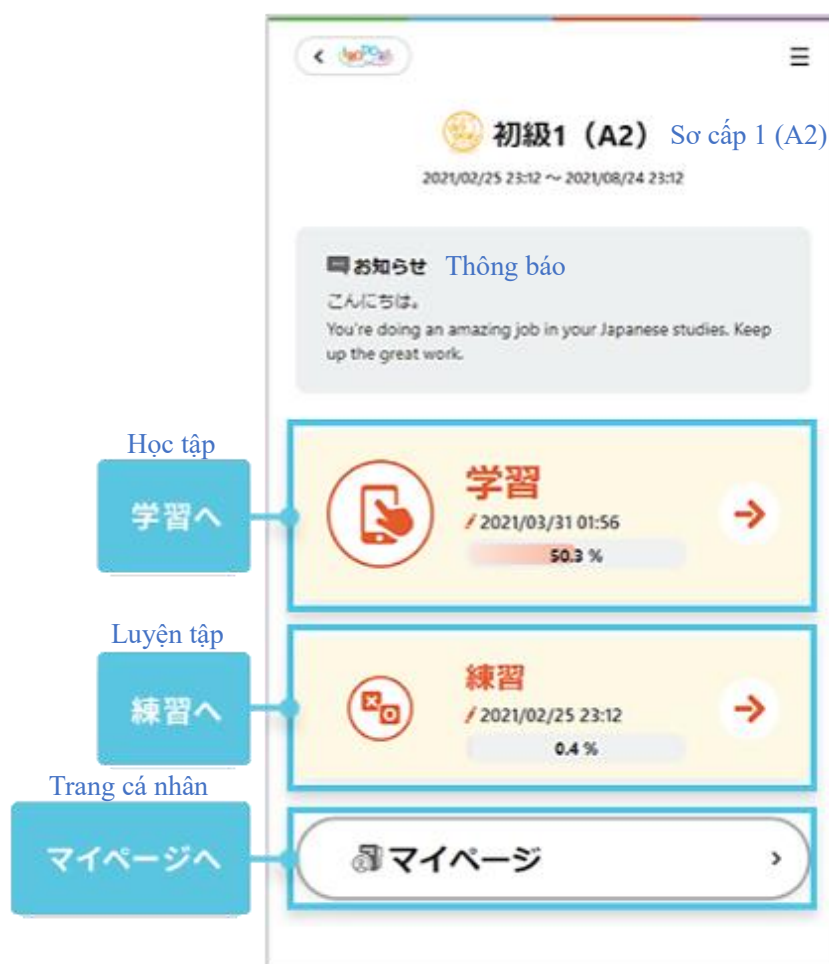 初級1（A2） Sơ cấp 1 (A2)
2021/02/25 23:12 ～ 2021/08/24 23:12
お知らせ Thông báo
こんにちは。
You're doing an amazing job in your Japanese studies. Keep
up the great work.
Học tập
学習へ
学習
2021/03/31 01:56
50.3 %
Luyện tập
練習へ
練習
2021/02/25 23:12
0.4 %
Trang cá nhân
マイページへ
マイページ